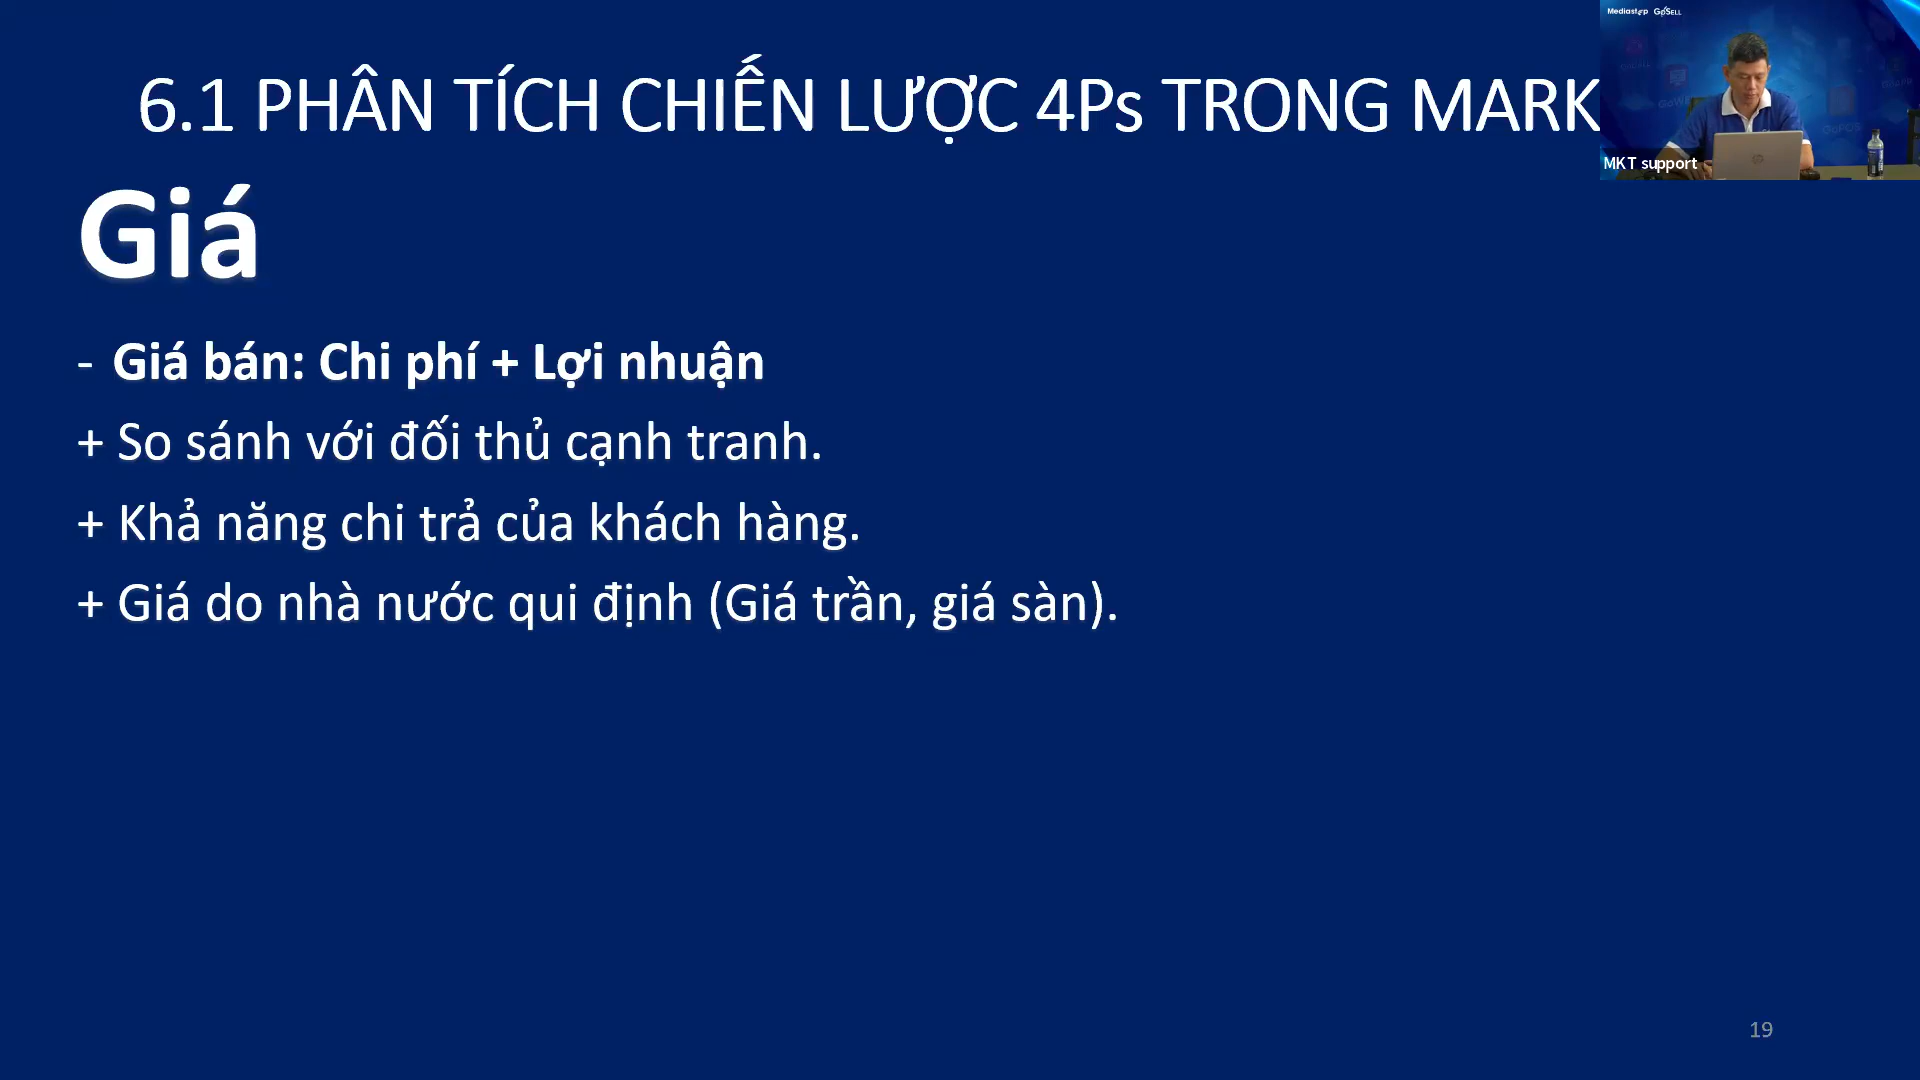 6.1 PHÂN TÍCH CHIẾN LƯỢC 4Ps TRONG MARK
Mediastep GoSELL
MKT support
Giá
- Giá bán: Chi phí + Lợi nhuận
+ So sánh với đối thủ cạnh tranh.
+ Khả năng chi trả của khách hàng.
+ Giá do nhà nước qui định (Giá trần, giá sàn).
19